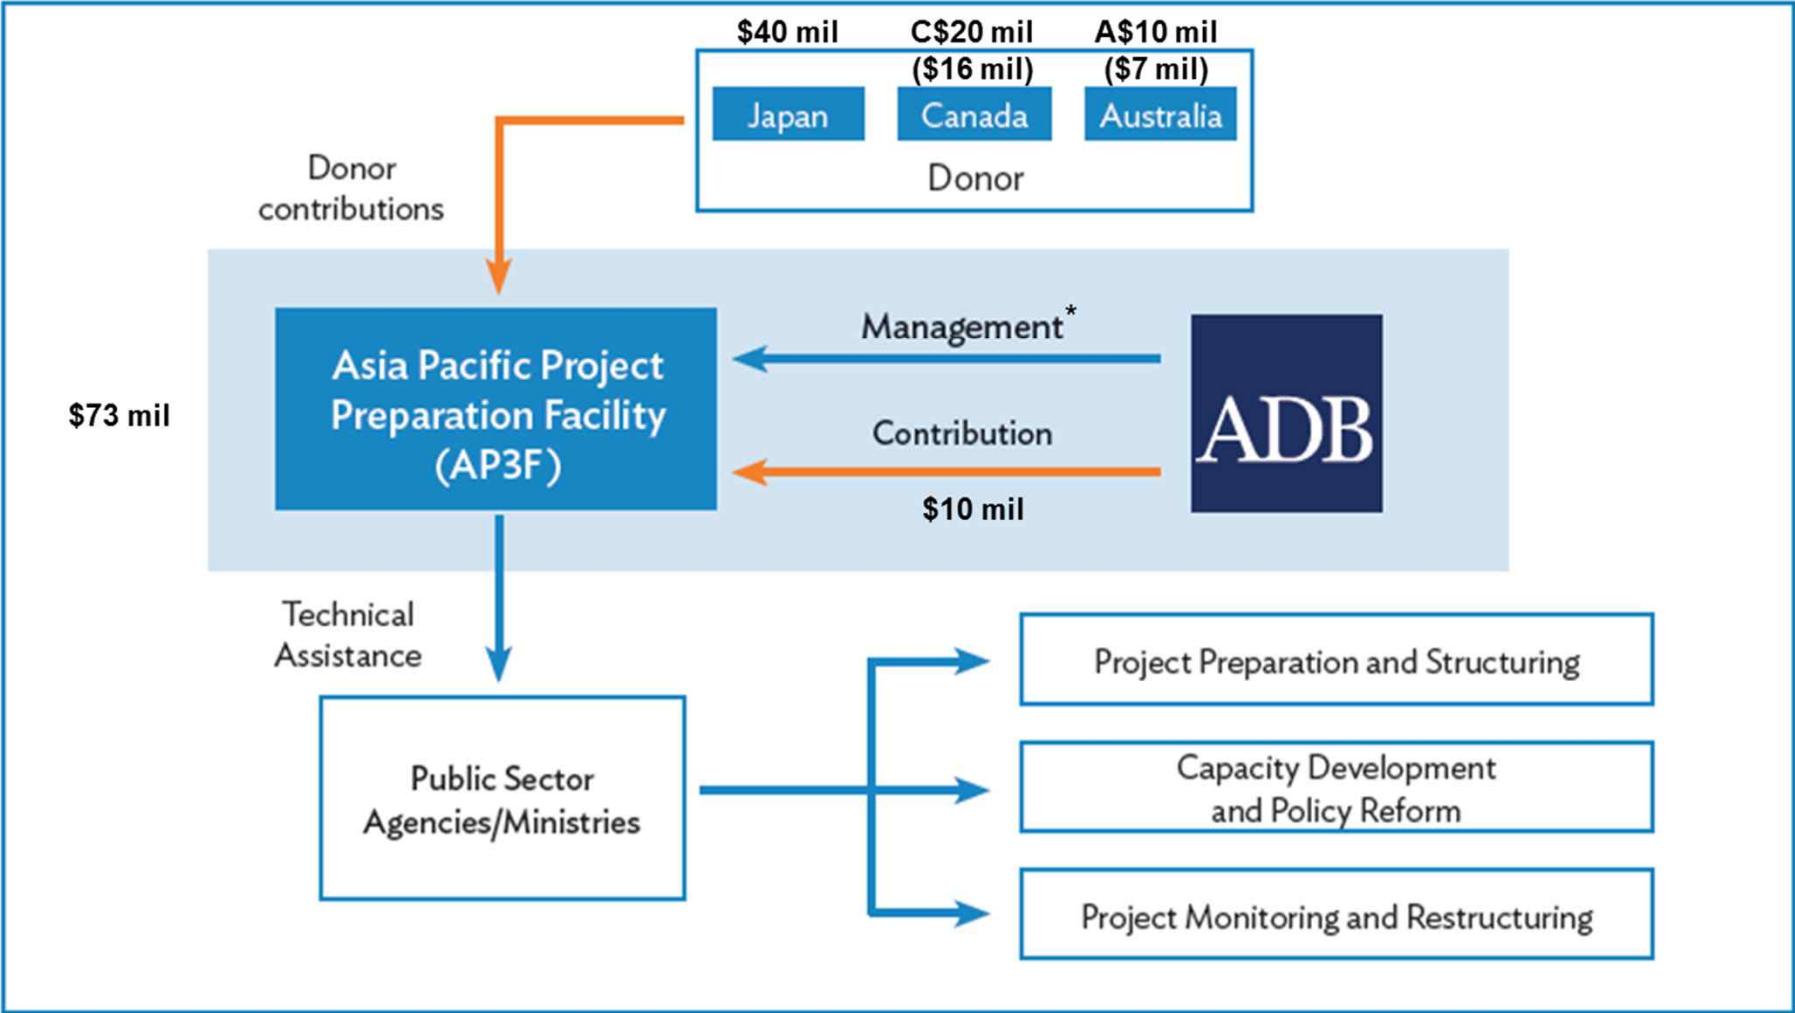 $40 mil
C$20 mil
A$10 mil
($16 mil)
($7 mil)
Japan
Canada
Australia
Donor
Donor
contributions
Management*
Asia Pacific Project
Preparation Facility
(AP3F)
$73 mil
ADB
Contribution
$10 mil
Technical
Assistance
Project Preparation and Structuring
Public Sector
Agencies/Ministries
Capacity Development
and Policy Reform
Project Monitoring and Restructuring